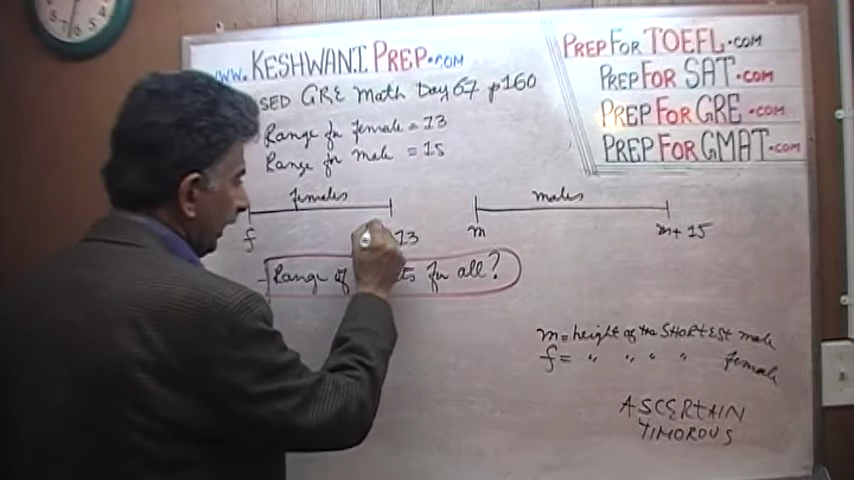 WWW.KESHWANI PREP.COM
SED GRE Math Day 67 p160
Range for female = 13
Range for male = 15
females
f
13
males
m
m+15
Range of ts for all?
m = height of the SHORTEST male
f = " " " " female
ASCERTAIN
TIMOROUS
PREP FOR TOEFL.COM
PREP FOR SAT.COM
PREP FOR GRE.COM
PREP FOR GMAT.COM